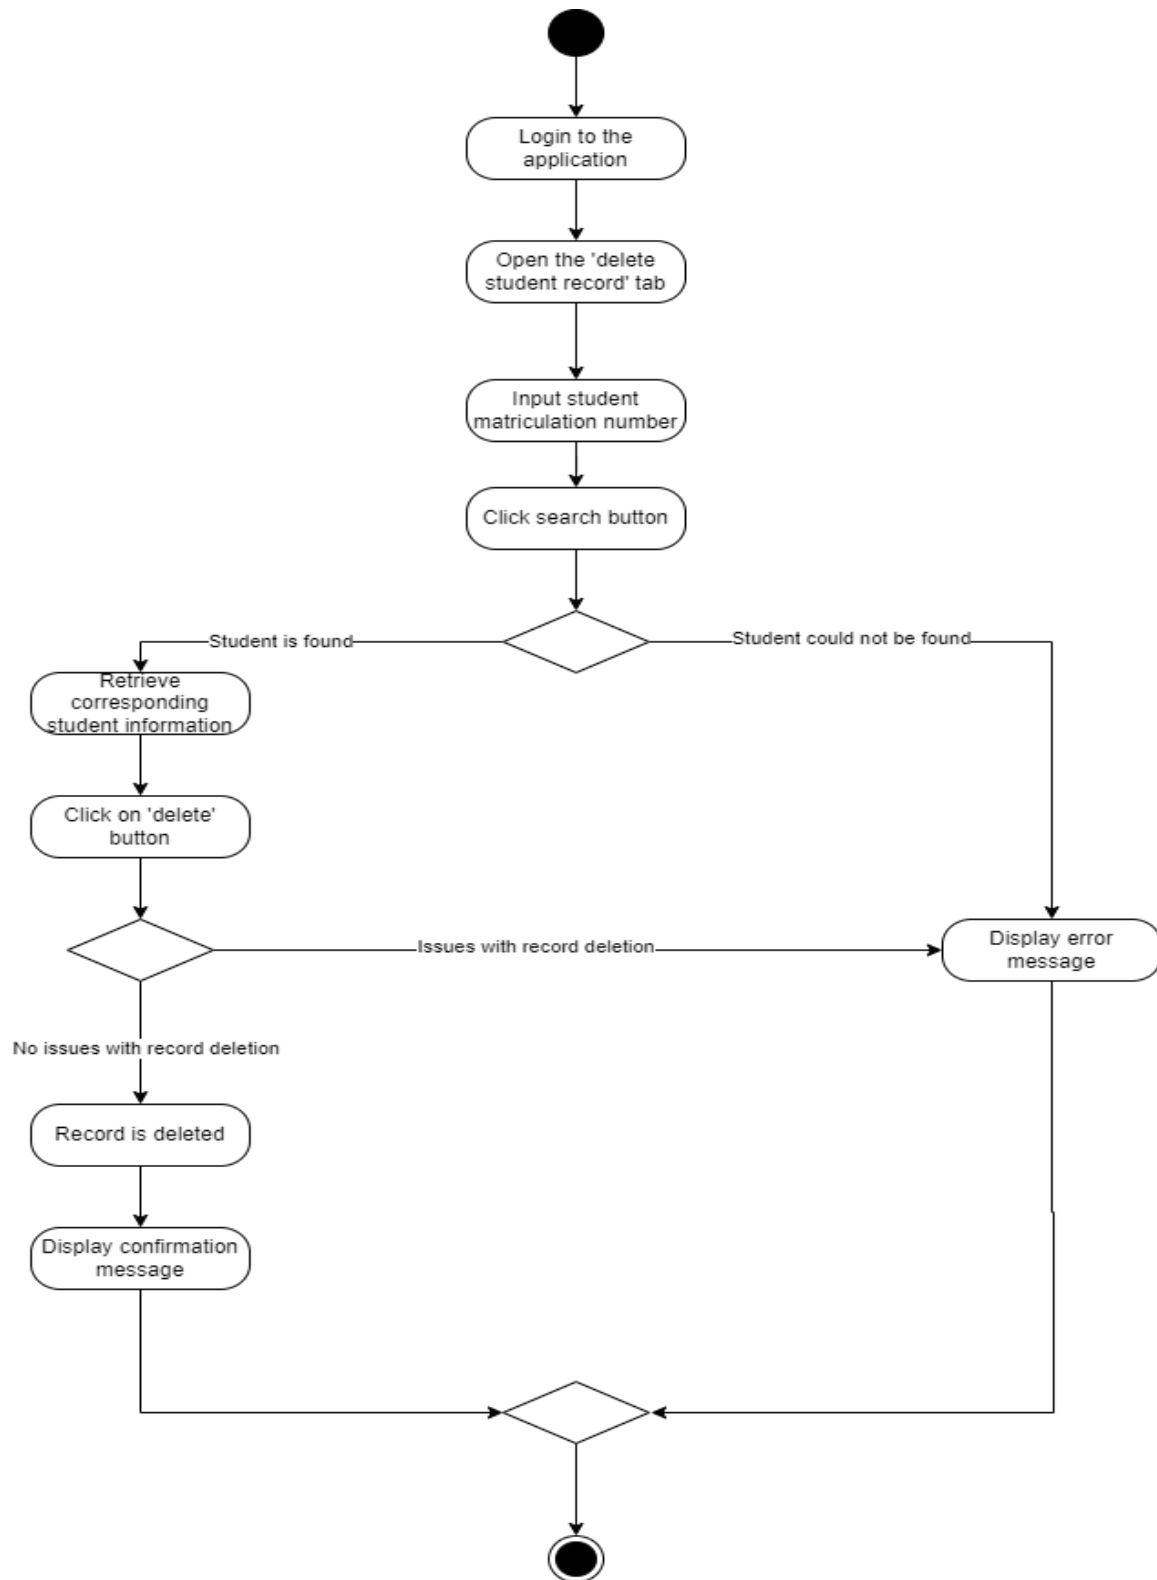 Login to the
application
Open the 'delete
student record' tab
Input student
matriculation number
Click search button
Student is found
Student could not be found
Retrieve
corresponding
student information
Click on 'delete'
button
Issues with record deletion
Display error
message
No issues with record deletion
Record is deleted
Display confirmation
message